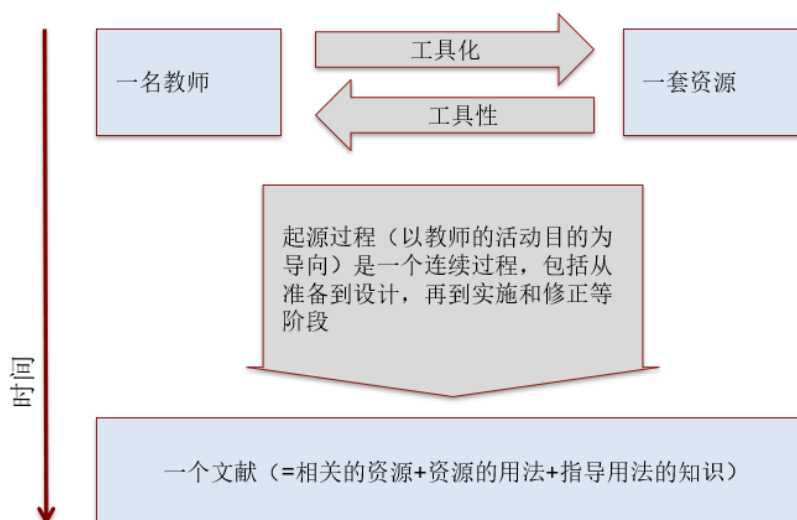 工具化
一名教师
一套资源
工具性
起源过程（以教师的活动目的为
导向）是一个连续过程，包括从
准备到设计，再到实施和修正等
阶段
时间
一个文献（=相关的资源+资源的用法+指导用法的知识）